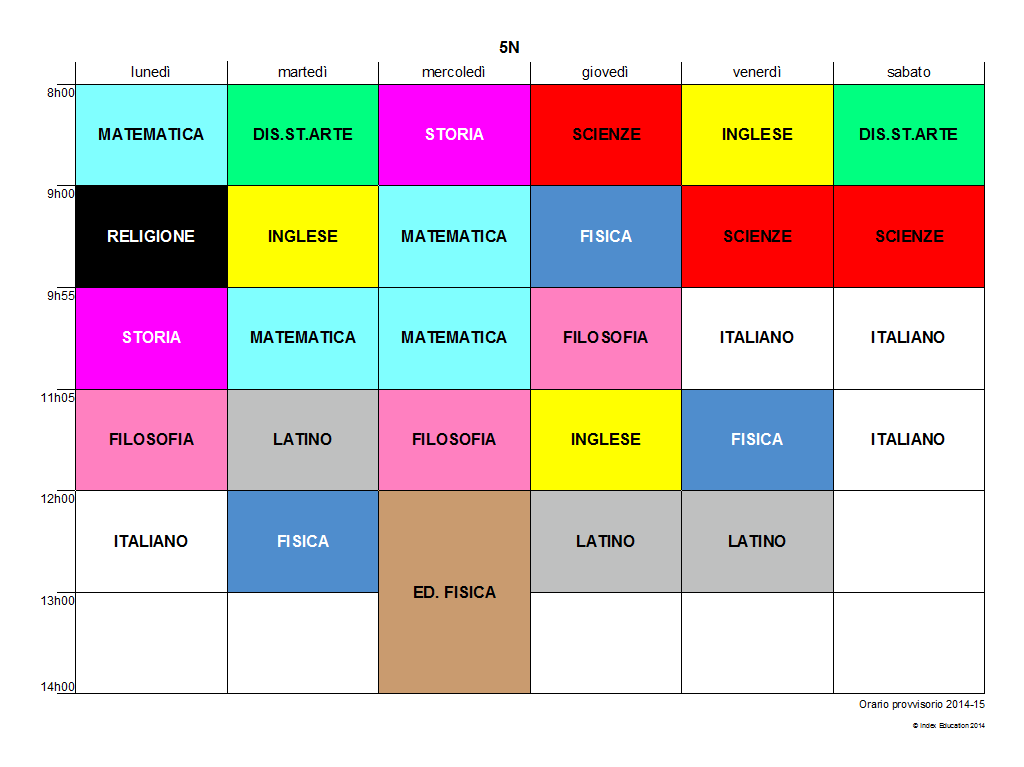 5N
lunedì martedì mercoledì giovedì venerdì sabato
8h00
MATEMATICA DIS.ST.ARTE STORIA SCIENZE INGLESE DIS.ST.ARTE
9h00
RELIGIONE INGLESE MATEMATICA FISICA SCIENZE SCIENZE
9h55
STORIA MATEMATICA MATEMATICA FILOSOFIA ITALIANO ITALIANO
11h05
FILOSOFIA LATINO FILOSOFIA INGLESE FISICA ITALIANO
12h00
ITALIANO FISICA LATINO LATINO
ED. FISICA
13h00
14h00
Orario provvisorio 2014-15
© Index Education 2014